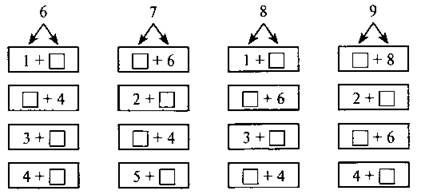 6 7 8 9
1 + □ □ + 6 1 + □ □ + 8
□ + 4 2 + □ □ + 6 2 + □
3 + □ □ + 4 3 + □ □ + 6
4 + □ 5 + □ □ + 4 4 + □